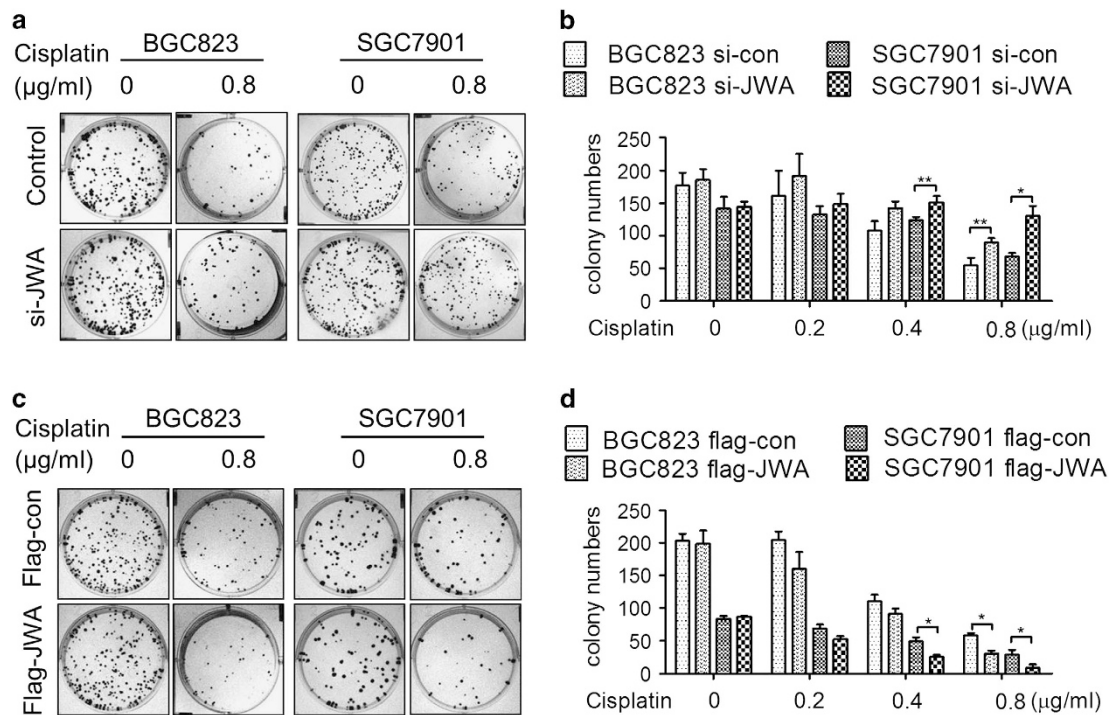 a
Cisplatin BGC823 SGC7901
(µg/ml) 0 0.8 0 0.8
Control
si-JWA
b
BGC823 si-con SGC7901 si-con
BGC823 si-JWA SGC7901 si-JWA
colony numbers
250
200
150
100
50
0
** ** *
Cisplatin 0 0.2 0.4 0.8 (µg/ml)
c
Cisplatin BGC823 SGC7901
(µg/ml) 0 0.8 0 0.8
Flag-con
Flag-JWA
d
BGC823 flag-con SGC7901 flag-con
BGC823 flag-JWA SGC7901 flag-JWA
colony numbers
250
200
150
100
50
0
* * *
Cisplatin 0 0.2 0.4 0.8 (µg/ml)